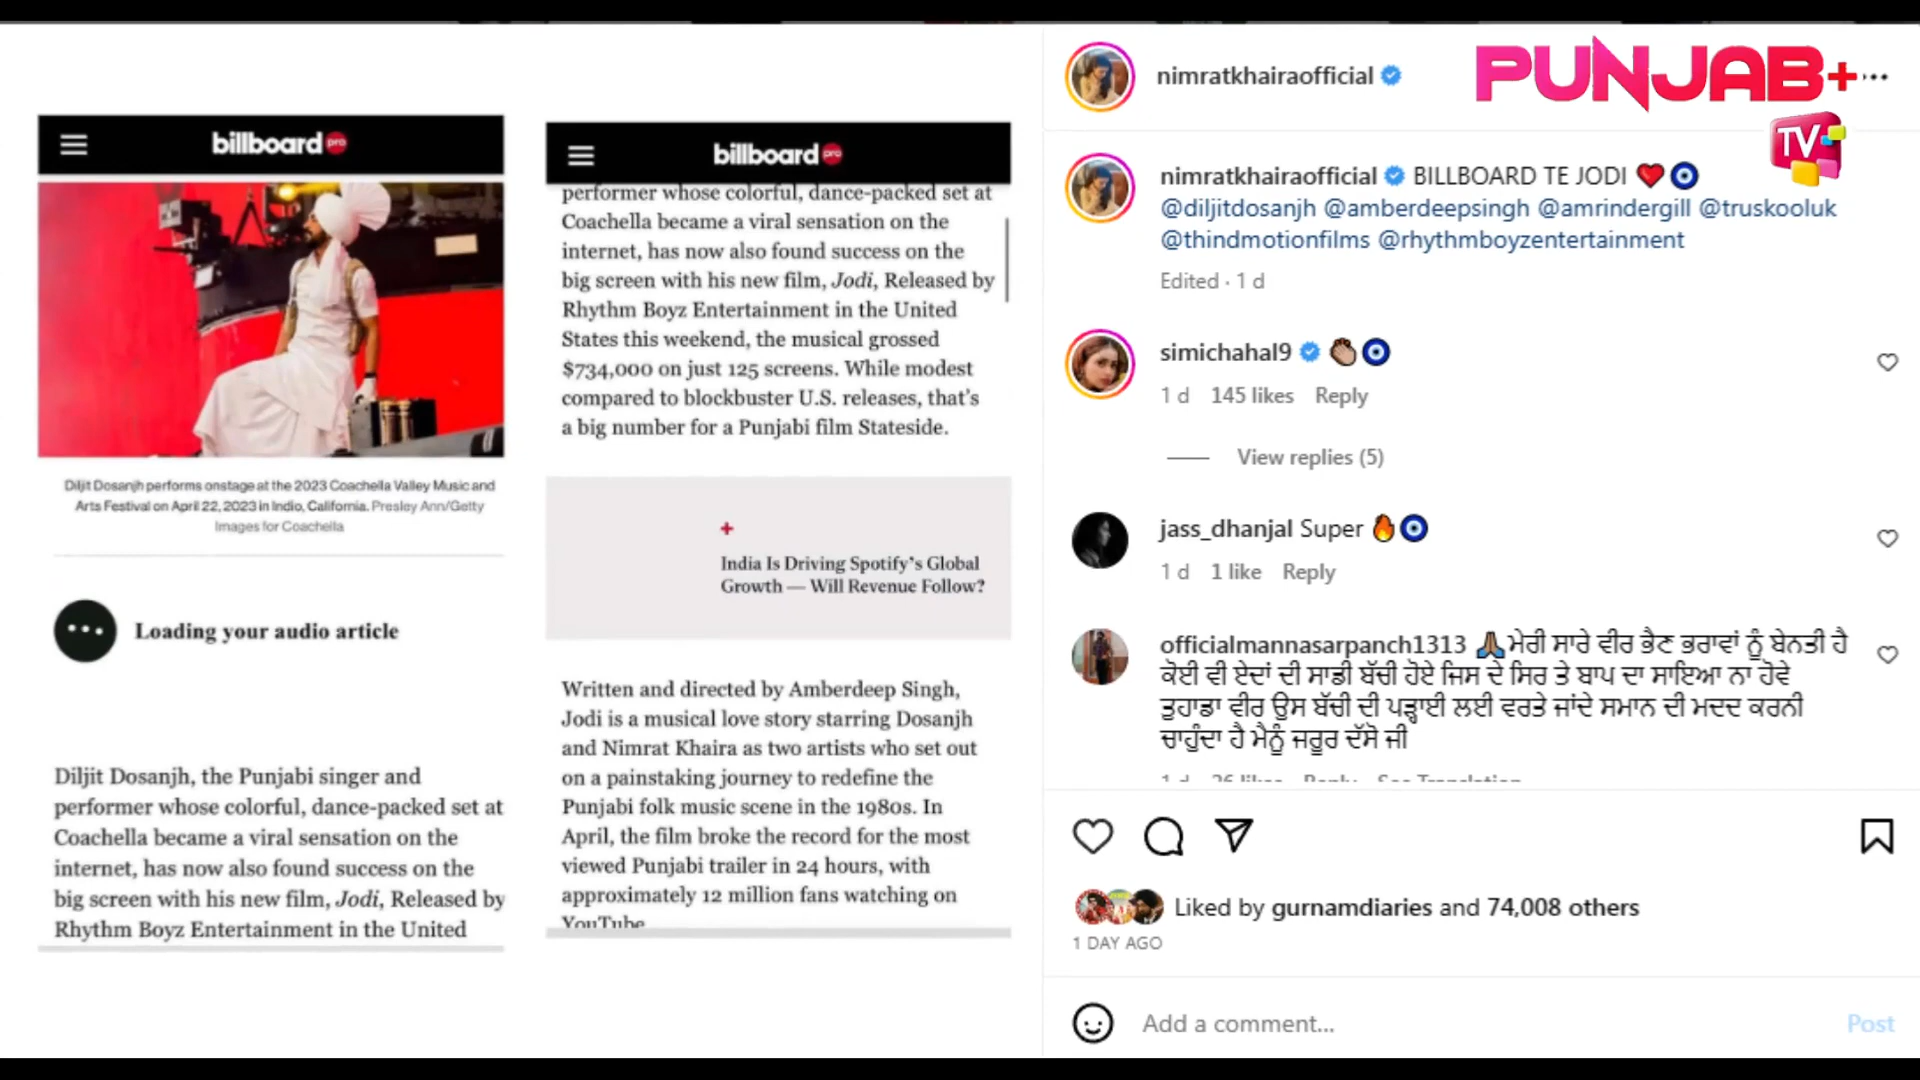 billboard pro
Diljit Dosanjh performs onstage at the 2023 Coachella Valley Music and
Arts Festival on April 22, 2023 in Indio, California. Presley Ann/Getty
Images for Coachella
Loading your audio article
Diljit Dosanjh, the Punjabi singer and
performer whose colorful, dance-packed set at
Coachella became a viral sensation on the
internet, has now also found success on the
big screen with his new film, Jodi, Released by
Rhythm Boyz Entertainment in the United
billboard pro
performer whose colorful, dance-packed set at
Coachella became a viral sensation on the
internet, has now also found success on the
big screen with his new film, Jodi, Released by
Rhythm Boyz Entertainment in the United
States this weekend, the musical grossed
$734,000 on just 125 screens. While modest
compared to blockbuster U.S. releases, that's
a big number for a Punjabi film Stateside.
+
India Is Driving Spotify's Global
Growth — Will Revenue Follow?
Written and directed by Amberdeep Singh,
Jodi is a musical love story starring Dosanjh
and Nimrat Khaira as two artists who set out
on a painstaking journey to redefine the
Punjabi folk music scene in the 1980s. In
April, the film broke the record for the most
viewed Punjabi trailer in 24 hours, with
approximately 12 million fans watching on
YouTube
nimratkhairaofficial
PUNJAB+
TV
nimratkhairaofficial BILLBOARD TE JODI ❤️🧿
@diljitdosanjh @amberdeepsingh @amrindergill @truskooluk
@thindmotionfilms @rhythmboyzentertainment
Edited · 1 d
simichahal9 👏🏽🧿
1 d 145 likes Reply
View replies (5)
jass_dhanjal Super 🔥🧿
1 d 1 like Reply
officialmannasarpanch1313 🙏🏽ਮੇਰੀ ਸਾਰੇ ਵੀਰ ਭੈਣ ਭਰਾਵਾਂ ਨੂੰ ਬੇਨਤੀ ਹੈ
ਕੋਈ ਵੀ ਏਦਾਂ ਦੀ ਸਾਡੀ ਬੱਚੀ ਹੋਏ ਜਿਸ ਦੇ ਸਿਰ ਤੇ ਬਾਪ ਦਾ ਸਾਇਆ ਨਾ ਹੋਵੇ
ਤੁਹਾਡਾ ਵੀਰ ਉਸ ਬੱਚੀ ਦੀ ਪੜ੍ਹਾਈ ਲਈ ਵਰਤੇ ਜਾਂਦੇ ਸਮਾਨ ਦੀ ਮਦਦ ਕਰਨੀ
ਚਾਹੁੰਦਾ ਹੈ ਮੈਨੂੰ ਜਰੂਰ ਦੱਸੋ ਜੀ
1 d 26 likes Reply See Translation
Liked by gurnamdiaries and 74,008 others
1 DAY AGO
Add a comment...
Post